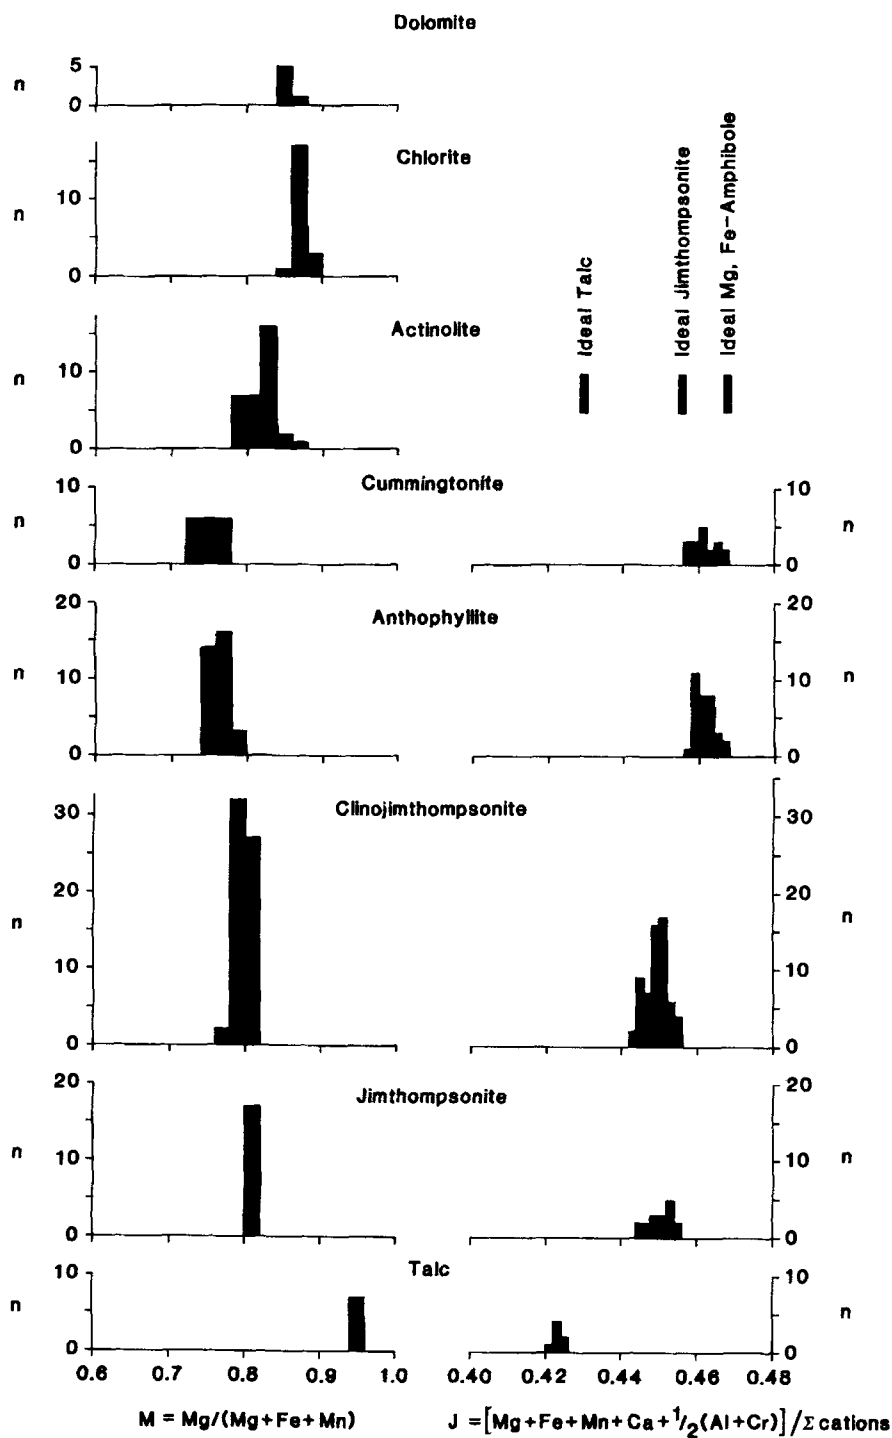 Dolomite
n
5
0
Chlorite
n
10
0
Actinolite
n
10
0
Ideal Talc
Ideal Jimthompsonite
Ideal Mg, Fe-Amphibole
Cummingtonite
n
10
0
10
0
n
Anthophyllite
n
20
10
0
20
10
0
n
Clinojimthompsonite
n
30
20
10
0
30
20
10
0
n
Jimthompsonite
n
20
10
0
20
10
0
n
Talc
n
10
0
10
0
n
0.6 0.7 0.8 0.9 1.0
0.40 0.42 0.44 0.46 0.48
M = Mg/(Mg+Fe+Mn)
J = [Mg+Fe+Mn+Ca+1/2(Al+Cr)]/Σ cations